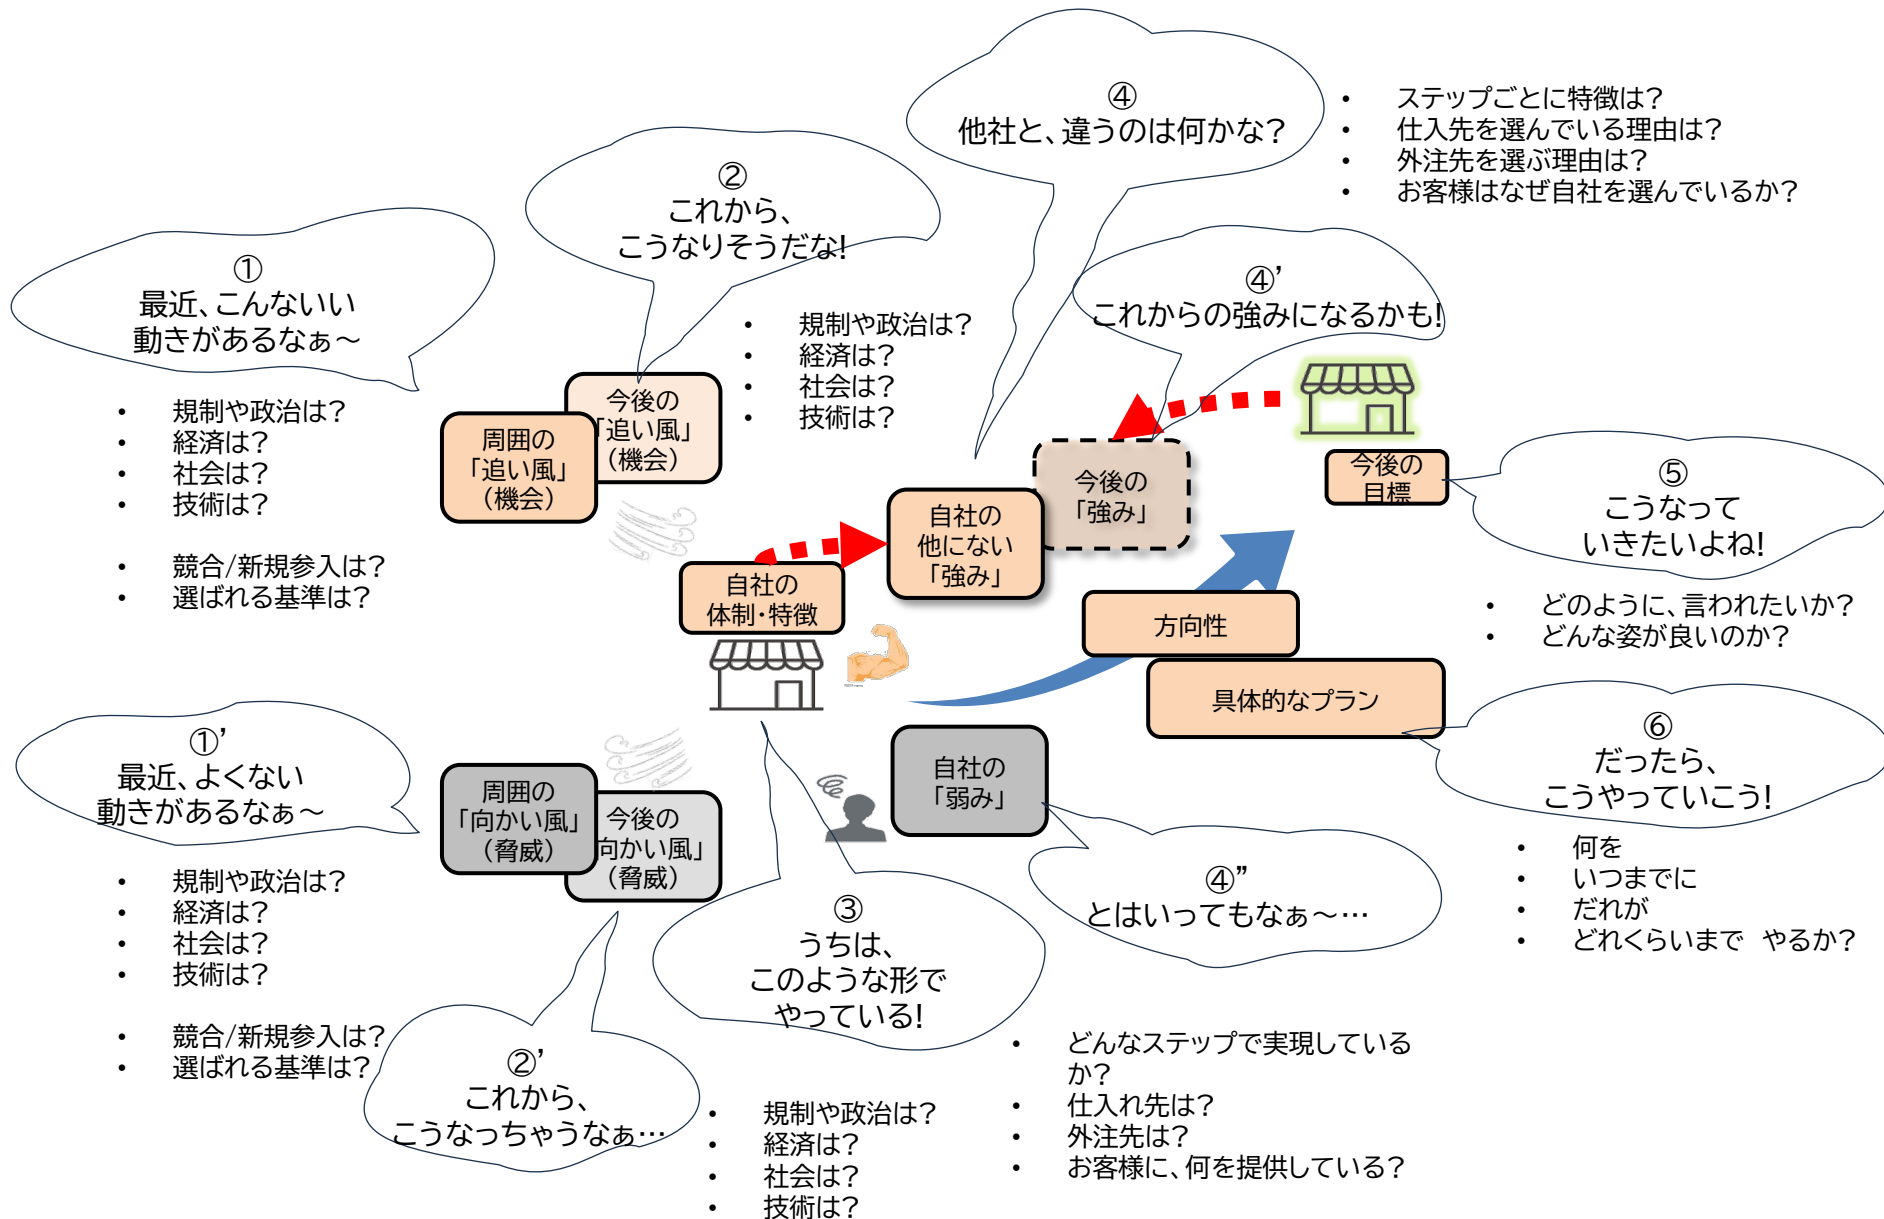 ④
他社と、違うのは何かな？
• ステップごとに特徴は？
• 仕入先を選んでいる理由は？
• 外注先を選ぶ理由は？
• お客様はなぜ自社を選んでいるか？
②
これから、
こうなりそうだな！
• 規制や政治は？
• 経済は？
• 社会は？
• 技術は？
①
最近、こんないい
動きがあるなぁ～
• 規制や政治は？
• 経済は？
• 社会は？
• 技術は？
• 競合/新規参入は？
• 選ばれる基準は？
④’
これからの強みになるかも！
今後の
「追い風」
（機会）
周囲の
「追い風」
（機会）
今後の
「強み」
自社の
他にない
「強み」
今後の
目標
⑤
こうなって
いきたいよね！
• どのように、言われたいか？
• どんな姿が良いのか？
自社の
体制・特徴
方向性
具体的なプラン
⑥
だったら、
こうやっていこう！
• 何を
• いつまでに
• だれが
• どれくらいまで　やるか？
①’
最近、よくない
動きがあるなぁ～
• 規制や政治は？
• 経済は？
• 社会は？
• 技術は？
• 競合/新規参入は？
• 選ばれる基準は？
周囲の
「向かい風」
（脅威）
今後の
向かい風」
（脅威）
自社の
「弱み」
④”
とはいってもなぁ～…
③
うちは、
このような形で
やっている！
• どんなステップで実現している
か？
• 仕入れ先は？
• 外注先は？
• お客様に、何を提供している？
②’
これから、
こうなっちゃうなぁ…
• 規制や政治は？
• 経済は？
• 社会は？
• 技術は？